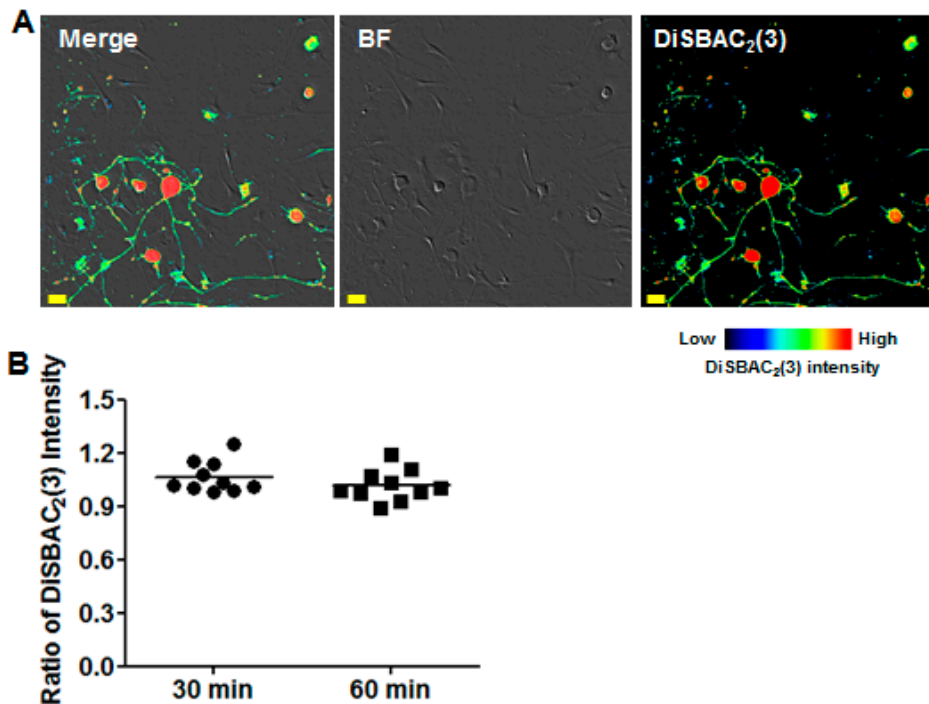 A
Merge
BF
DiSBAC₂(3)
Low
High
DiSBAC₂(3) intensity
B
Ratio of DiSBAC₂(3) Intensity
1.5
1.2
0.9
0.6
0.3
0.0
30 min
60 min